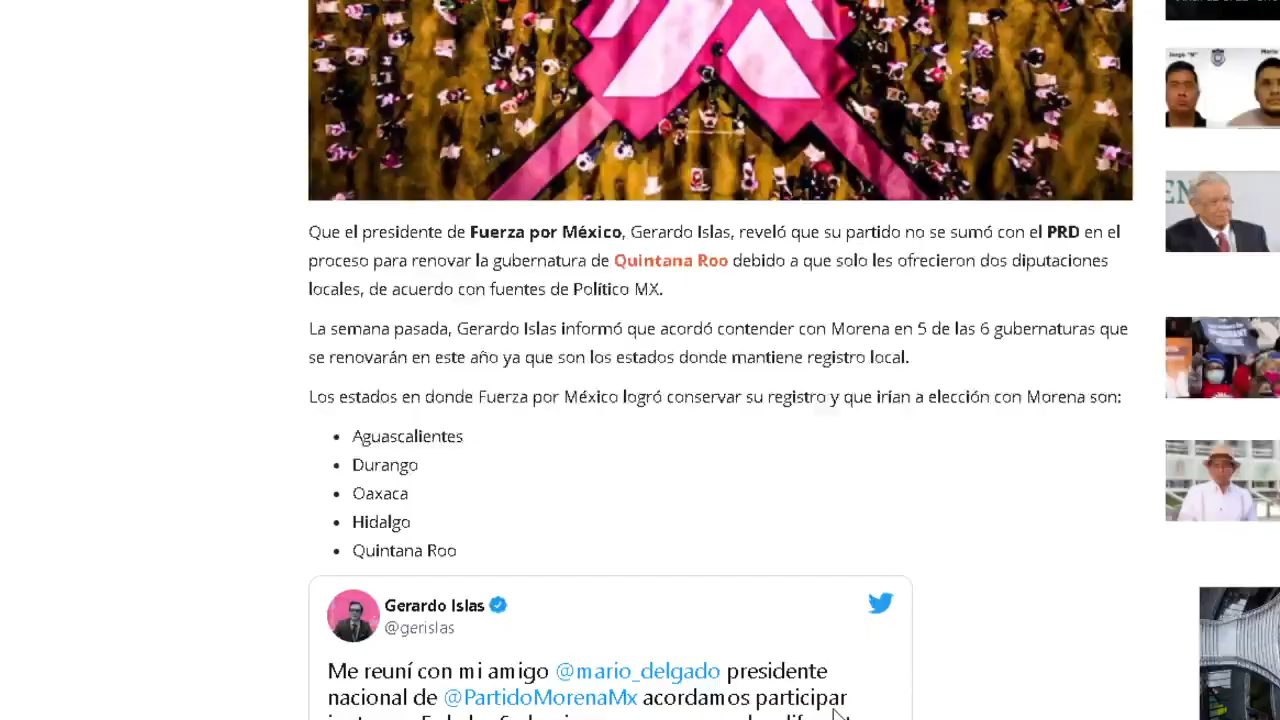 Jorge "N"
Que el presidente de Fuerza por México, Gerardo Islas, reveló que su partido no se sumó con el PRD en el
proceso para renovar la gubernatura de Quintana Roo debido a que solo les ofrecieron dos diputaciones
locales, de acuerdo con fuentes de Político MX.
La semana pasada, Gerardo Islas informó que acordó contender con Morena en 5 de las 6 gubernaturas que
se renovarán en este año ya que son los estados donde mantiene registro local.
Los estados en donde Fuerza por México logró conservar su registro y que irían a elección con Morena son:
• Aguascalientes
• Durango
• Oaxaca
• Hidalgo
• Quintana Roo
Gerardo Islas
@gerislas
Me reuní con mi amigo @mario_delgado presidente
nacional de @PartidoMorenaMx acordamos participar